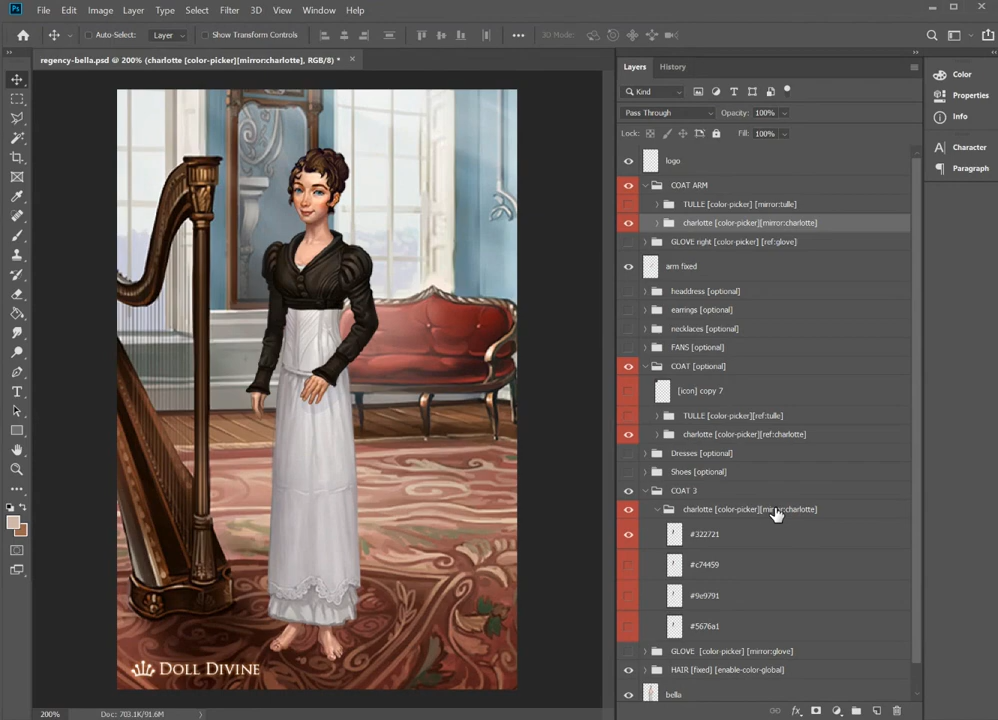 Ps File Edit Image Layer Type Select Filter 3D View Window Help
Auto-Select: Layer Show Transform Controls 3D Mode:
regency-bella.psd @ 200% (charlotte [color-picker][mirror:charlotte], RGB/8) *
Layers History
Kind
Pass Through Opacity: 100%
Lock: Fill: 100%
logo
COAT ARM
TULLE [color-picker] [mirror:tulle]
charlotte [color-picker][mirror:charlotte]
GLOVE right [color-picker] [ref:glove]
arm fixed
headdress [optional]
earrings [optional]
necklaces [optional]
FANS [optional]
COAT [optional]
[icon] copy 7
TULLE [color-picker][ref:tulle]
charlotte [color-picker][ref:charlotte]
Dresses [optional]
Shoes [optional]
COAT 3
charlotte [color-picker][mirror:charlotte]
#322721
#c74459
#9e9791
#5676a1
GLOVE [color-picker] [mirror:glove]
HAIR [fixed] [enable-color-global]
bella
Color
Properties
Info
Character
Paragraph
DOLL DIVINE
200% Doc: 703.1K/91.6M